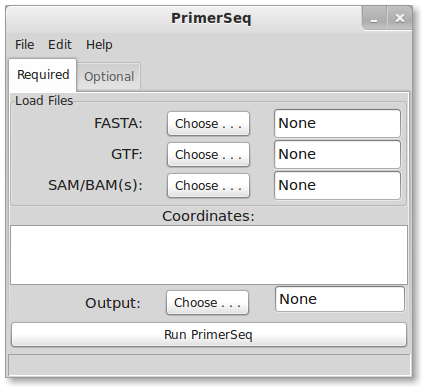 PrimerSeq
File Edit Help
Required Optional
Load Files
FASTA: Choose . . . None
GTF: Choose . . . None
SAM/BAM(s): Choose . . . None
Coordinates:
Output: Choose . . . None
Run PrimerSeq